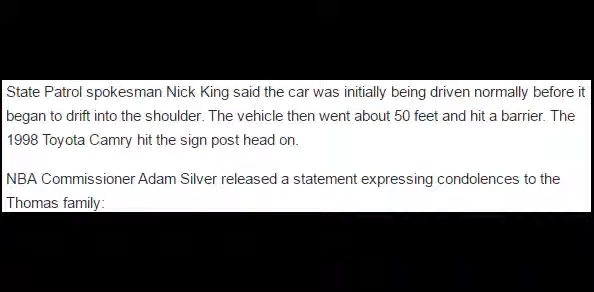 State Patrol spokesman Nick King said the car was initially being driven normally before it
began to drift into the shoulder. The vehicle then went about 50 feet and hit a barrier. The
1998 Toyota Camry hit the sign post head on.
NBA Commissioner Adam Silver released a statement expressing condolences to the
Thomas family: